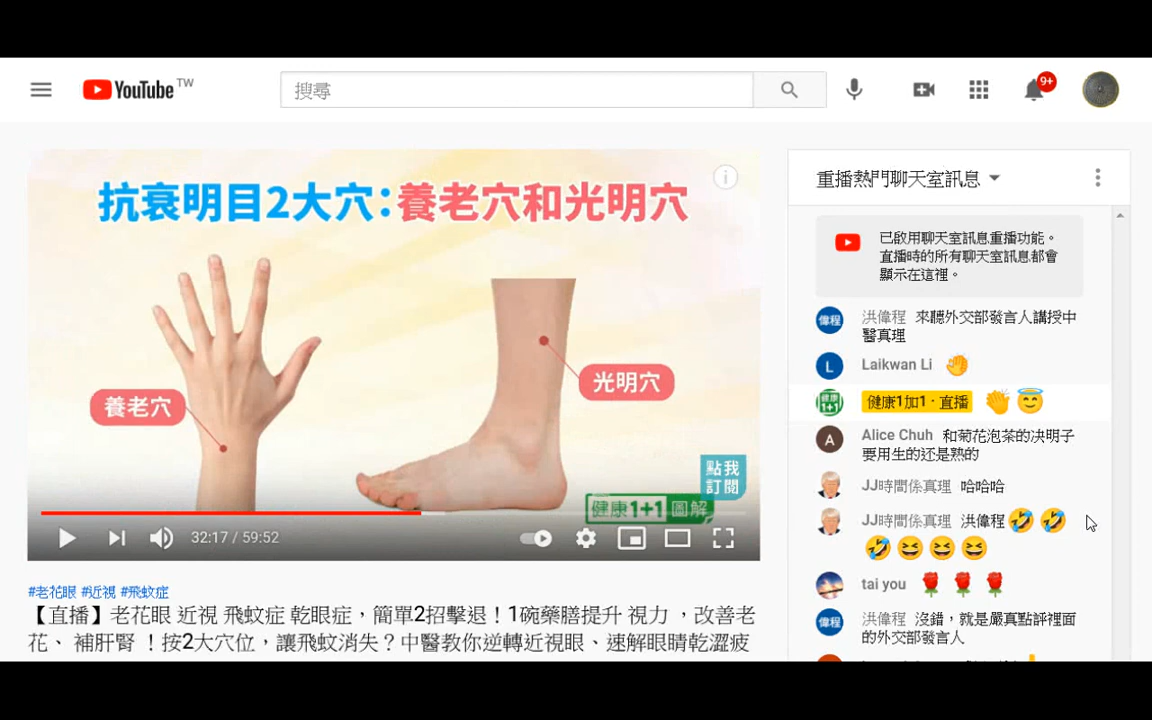 YouTube TW
搜尋
9+
抗衰明目2大穴:養老穴和光明穴
養老穴
光明穴
點我
訂閱
健康1+1 圖解
32:17 / 59:52
#老花眼 #近視 #飛蚊症
【直播】老花眼 近視 飛蚊症 乾眼症，簡單2招擊退！1碗藥膳提升 視力 ，改善老
花、 補肝腎 ！按2大穴位，讓飛蚊消失？中醫教你逆轉近視眼、速解眼睛乾澀疲
重播熱門聊天室訊息
已啟用聊天室訊息重播功能。
直播時的所有聊天室訊息都會
顯示在這裡。
偉程 洪偉程 來聽外交部發言人講授中
醫真理
L Laikwan Li 👋
健康1+1 健康1加1 · 直播 👏 😇
A Alice Chuh 和菊花泡茶的决明子
要用生的还是熟的
JJ時間係真理 哈哈哈
JJ時間係真理 洪偉程🤣🤣
🤣😆😆😆
tai you 🌹🌹🌹
偉程 洪偉程 沒錯，就是嚴真點評裡面
的外交部發言人